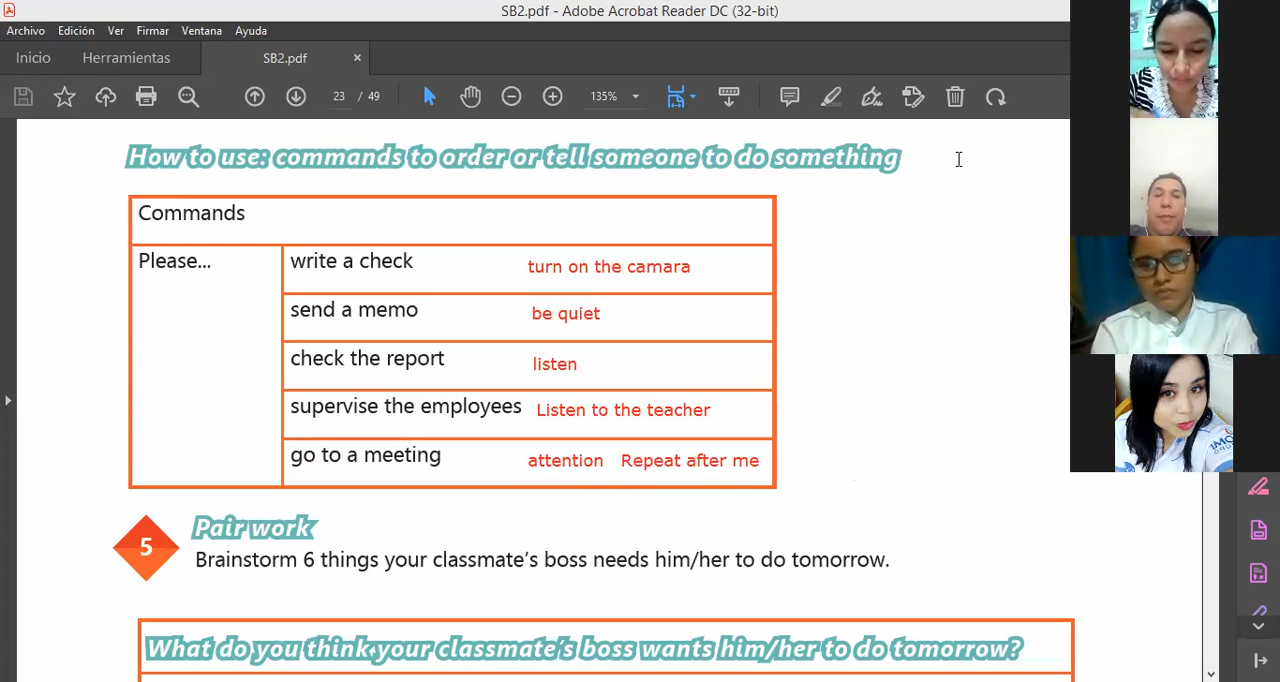 SB2.pdf - Adobe Acrobat Reader DC (32-bit)
Archivo Edición Ver Firmar Ventana Ayuda
Inicio Herramientas SB2.pdf ×
23 / 49 135%
How to use: commands to order or tell someone to do something
Commands
Please... write a check turn on the camara
send a memo be quiet
check the report listen
supervise the employees Listen to the teacher
go to a meeting attention Repeat after me
5 Pair work
Brainstorm 6 things your classmate's boss needs him/her to do tomorrow.
What do you think your classmate's boss wants him/her to do tomorrow?